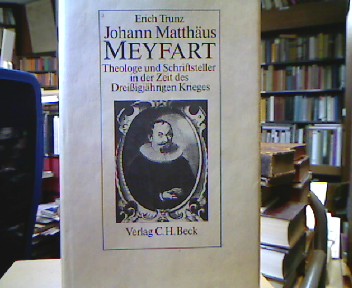 Erich Trunz
Johann Matthäus
MEYFART
Theologe und Schriftsteller
in der Zeit des
Dreißigjährigen Krieges
Verlag C.H. Beck